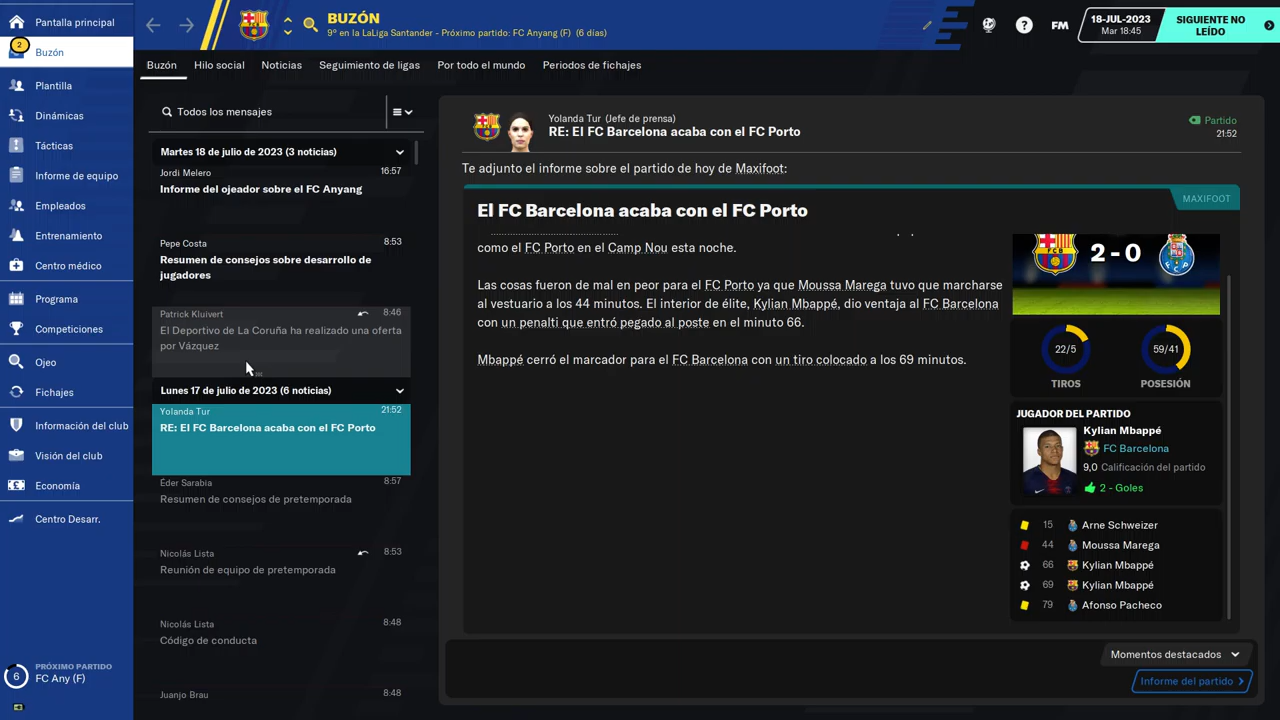 Pantalla principal
2
Buzón
Plantilla
Dinámicas
Tácticas
Informe de equipo
Empleados
Entrenamiento
Centro médico
Programa
Competiciones
Ojeo
Fichajes
Información del club
Visión del club
Economía
Centro Desarr.
6
PRÓXIMO PARTIDO
FC Any (F)
BUZÓN
9º en la LaLiga Santander - Próximo partido: FC Anyang (F) (6 días)
?
FM
18-JUL-2023
Mar 18:45
SIGUIENTE NO LEÍDO
Buzón
Hilo social
Noticias
Seguimiento de ligas
Por todo el mundo
Periodos de fichajes
Todos los mensajes
Martes 18 de julio de 2023 (3 noticias)
Jordi Melero 16:57
Informe del ojeador sobre el FC Anyang
Pepe Costa 8:53
Resumen de consejos sobre desarrollo de
jugadores
Patrick Kluivert 8:46
El Deportivo de La Coruña ha realizado una oferta
por Vázquez
Lunes 17 de julio de 2023 (6 noticias)
Yolanda Tur 21:52
RE: El FC Barcelona acaba con el FC Porto
Éder Sarabia 8:57
Resumen de consejos de pretemporada
Nicolás Lista 8:53
Reunión de equipo de pretemporada
Nicolás Lista 8:48
Código de conducta
Juanjo Brau 8:48
Yolanda Tur (Jefe de prensa)
RE: El FC Barcelona acaba con el FC Porto
Partido
21:52
Te adjunto el informe sobre el partido de hoy de Maxifoot:
MAXIFOOT
El FC Barcelona acaba con el FC Porto
como el FC Porto en el Camp Nou esta noche.
Las cosas fueron de mal en peor para el FC Porto ya que Moussa Marega tuvo que marcharse
al vestuario a los 44 minutos. El interior de élite, Kylian Mbappé, dio ventaja al FC Barcelona
con un penalti que entró pegado al poste en el minuto 66.
Mbappé cerró el marcador para el FC Barcelona con un tiro colocado a los 69 minutos.
2 - 0
22/5
TIROS
59/41
POSESIÓN
JUGADOR DEL PARTIDO
Kylian Mbappé
FC Barcelona
9,0 Calificación del partido
2 - Goles
15 Arne Schweizer
44 Moussa Marega
66 Kylian Mbappé
69 Kylian Mbappé
79 Afonso Pacheco
Momentos destacados
Informe del partido